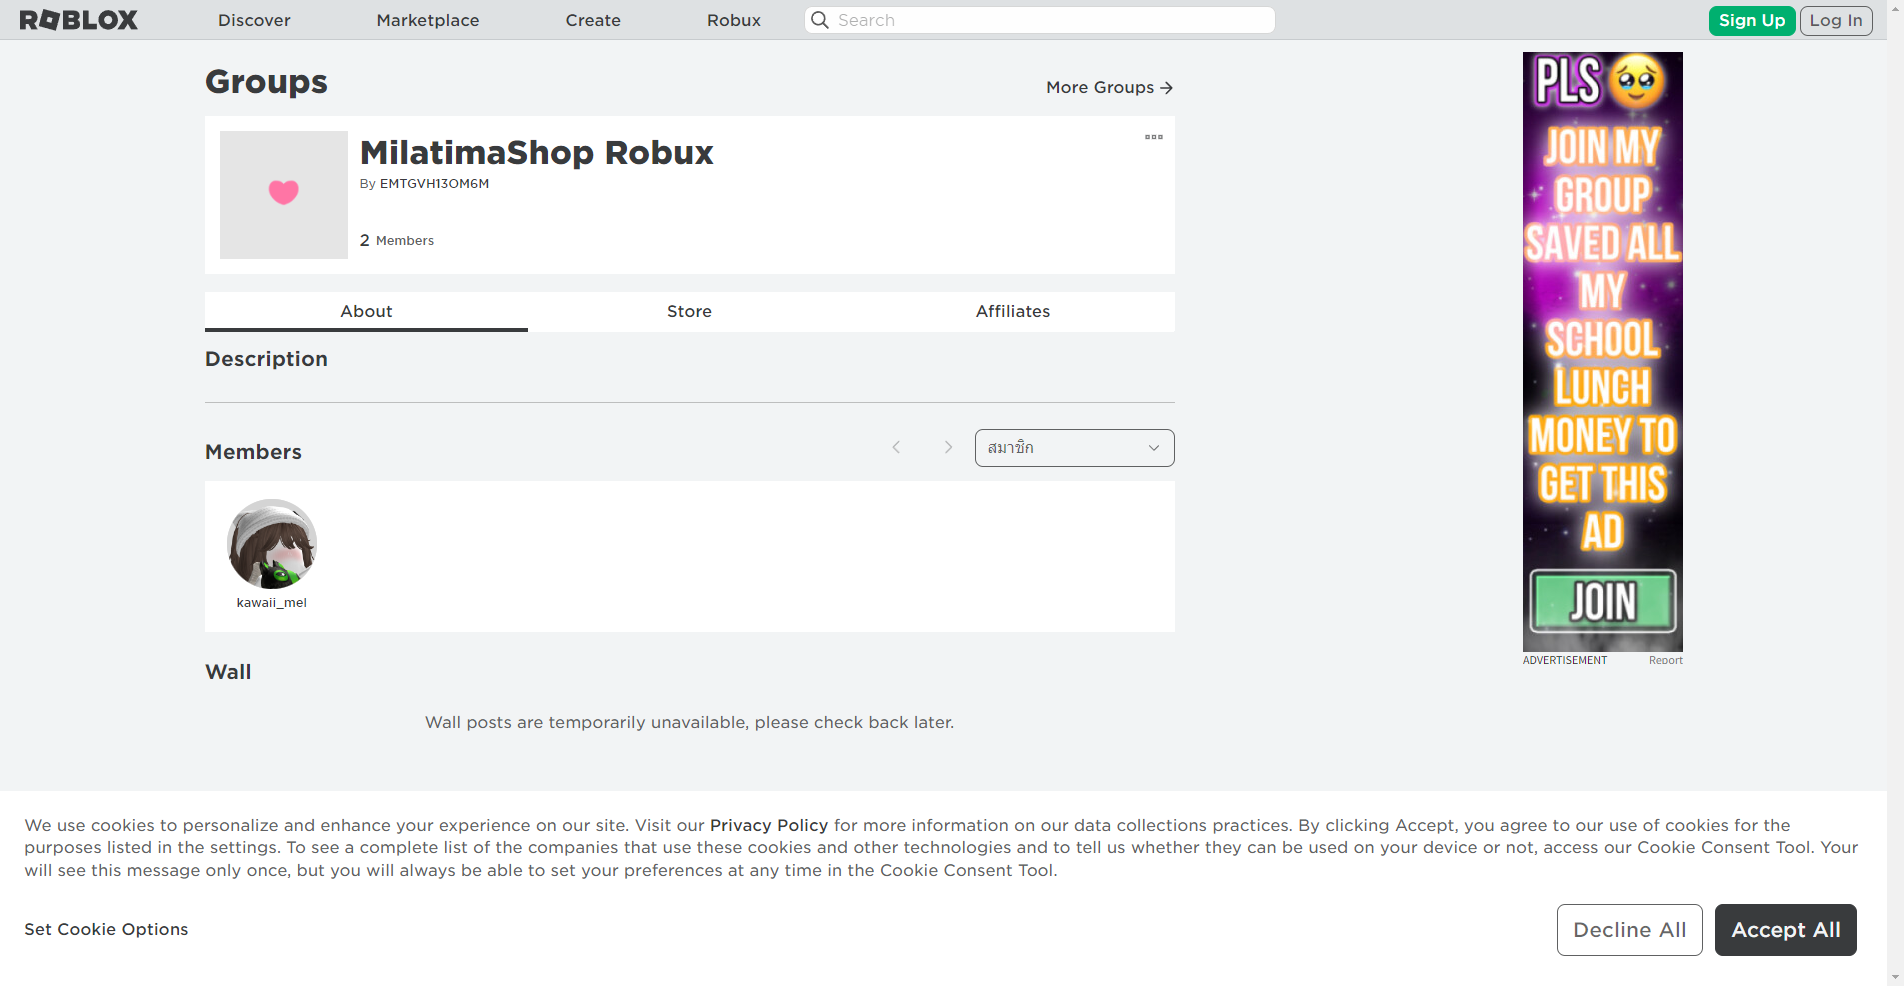 ROBLOX
Discover
Marketplace
Create
Robux
Search
Sign Up
Log In
Groups
More Groups
MilatimaShop Robux
By EMTGVH13OM6M
2 Members
About
Store
Affiliates
Description
Members
สมาชิก
kawaii_mel
Wall
Wall posts are temporarily unavailable, please check back later.
PLS
JOIN MY
GROUP
SAVED ALL
MY
SCHOOL
LUNCH
MONEY TO
GET THIS
AD
JOIN
ADVERTISEMENT
Report
We use cookies to personalize and enhance your experience on our site. Visit our Privacy Policy for more information on our data collections practices. By clicking Accept, you agree to our use of cookies for the
purposes listed in the settings. To see a complete list of the companies that use these cookies and other technologies and to tell us whether they can be used on your device or not, access our Cookie Consent Tool. Your
will see this message only once, but you will always be able to set your preferences at any time in the Cookie Consent Tool.
Set Cookie Options
Decline All
Accept All